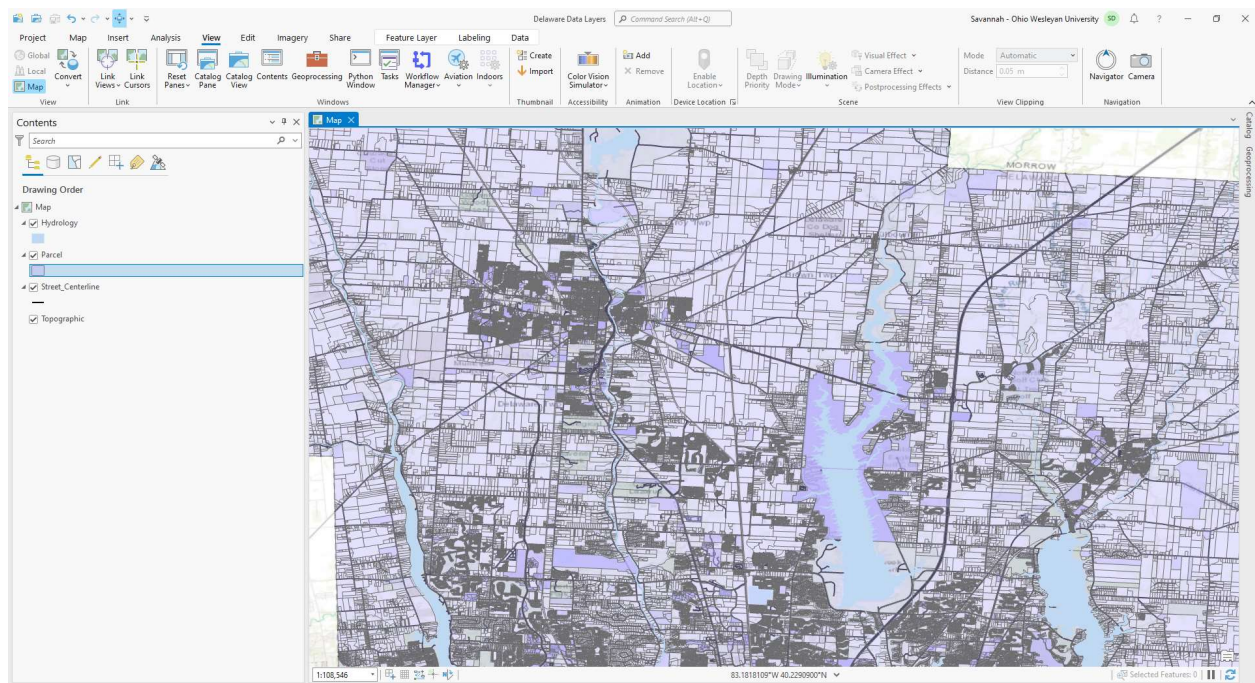 Delaware Data Layers
Command Search (Alt+Q)
Savannah - Ohio Wesleyan University SD ?
Project Map Insert Analysis View Edit Imagery Share Feature Layer Labeling Data
Global
Local
Map
Convert
View
Link Views
Link Cursors
Link
Reset Panes
Catalog Pane
Catalog View
Contents
Geoprocessing
Python Window
Tasks
Workflow Manager
Aviation
Indoors
Windows
Create
Import
Thumbnail
Color Vision Simulator
Accessibility
Add
Remove
Animation
Enable Location
Device Location
Depth Priority
Drawing Mode
Illumination
Visual Effect
Camera Effect
Postprocessing Effects
Scene
Mode Automatic
Distance 0.05 m
View Clipping
Navigator
Camera
Navigation
Contents
Search
Drawing Order
Map
Hydrology
Parcel
Street_Centerline
Topographic
Map
MORROW
Catalog
Geoprocessing
1:108,546
83.1818109°W 40.2290900°N
Selected Features: 0